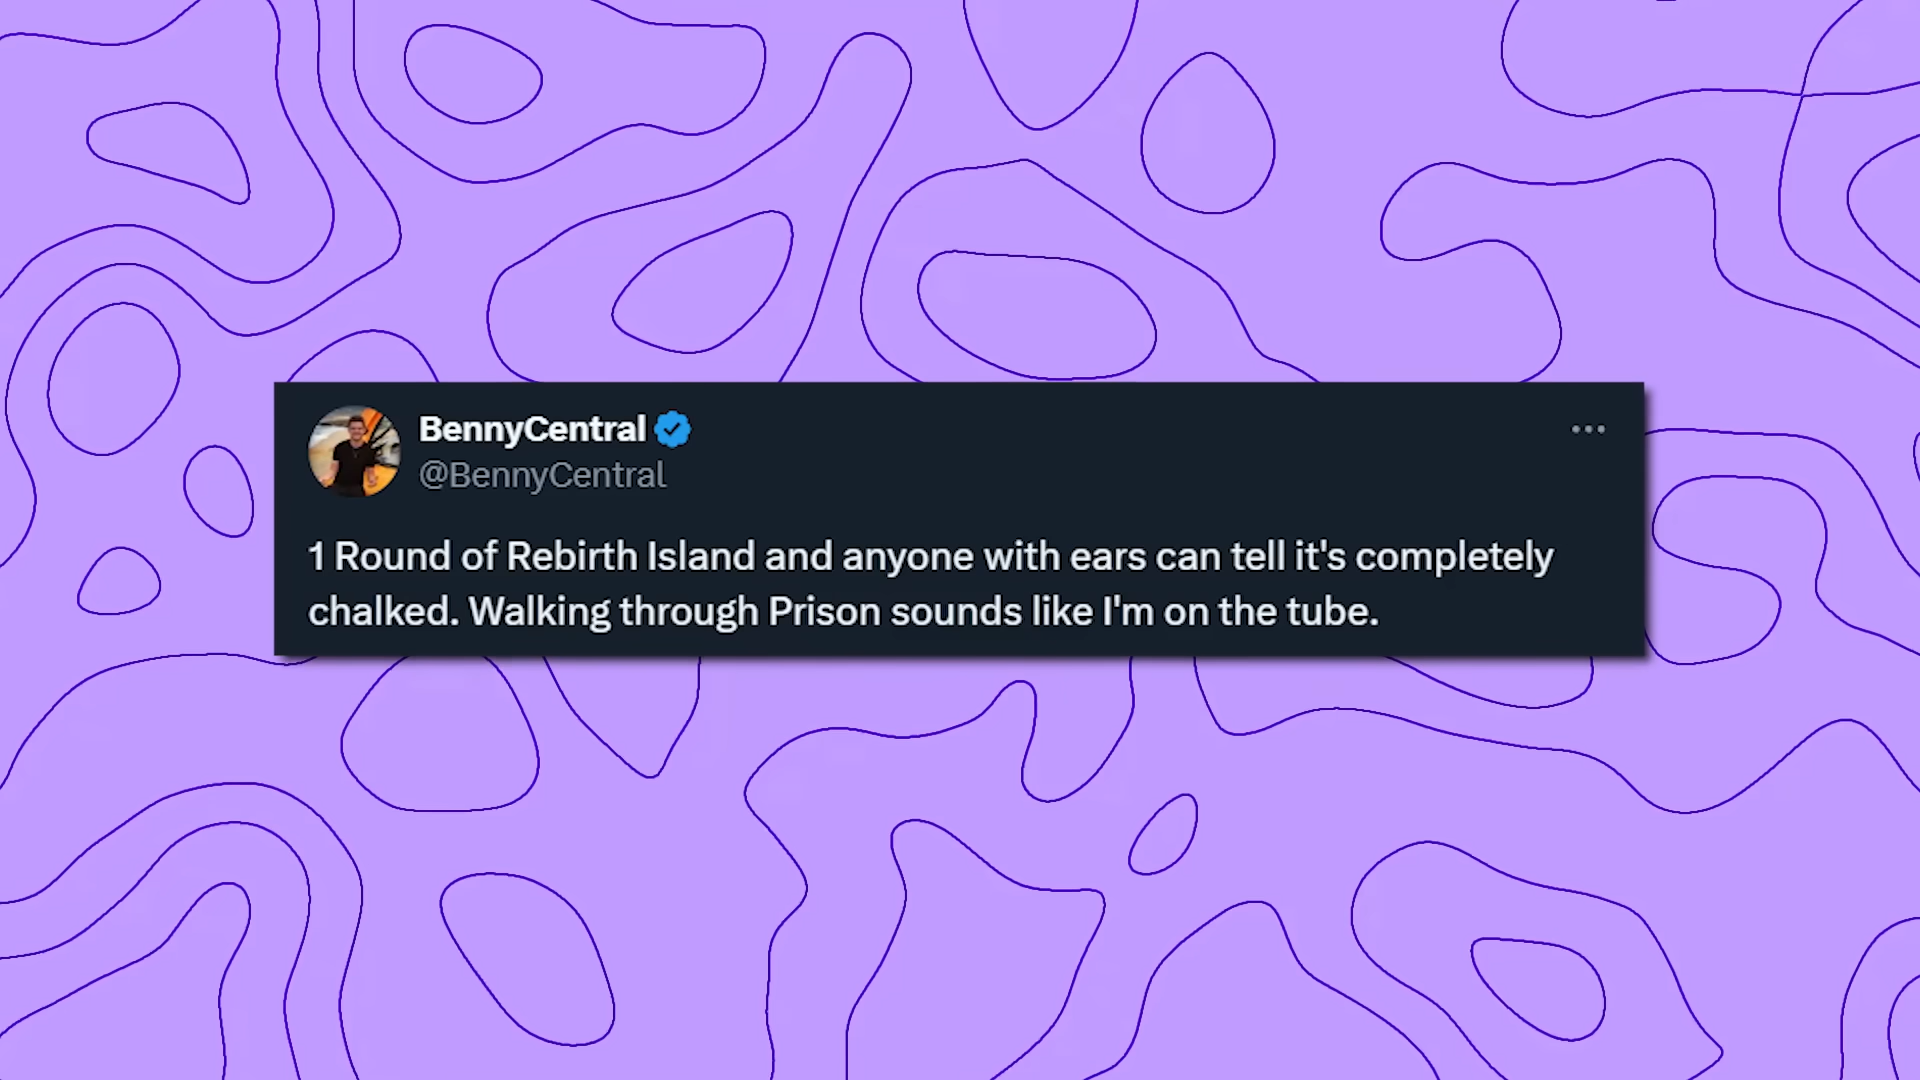 BennyCentral
@BennyCentral
1 Round of Rebirth Island and anyone with ears can tell it's completely
chalked. Walking through Prison sounds like I'm on the tube.